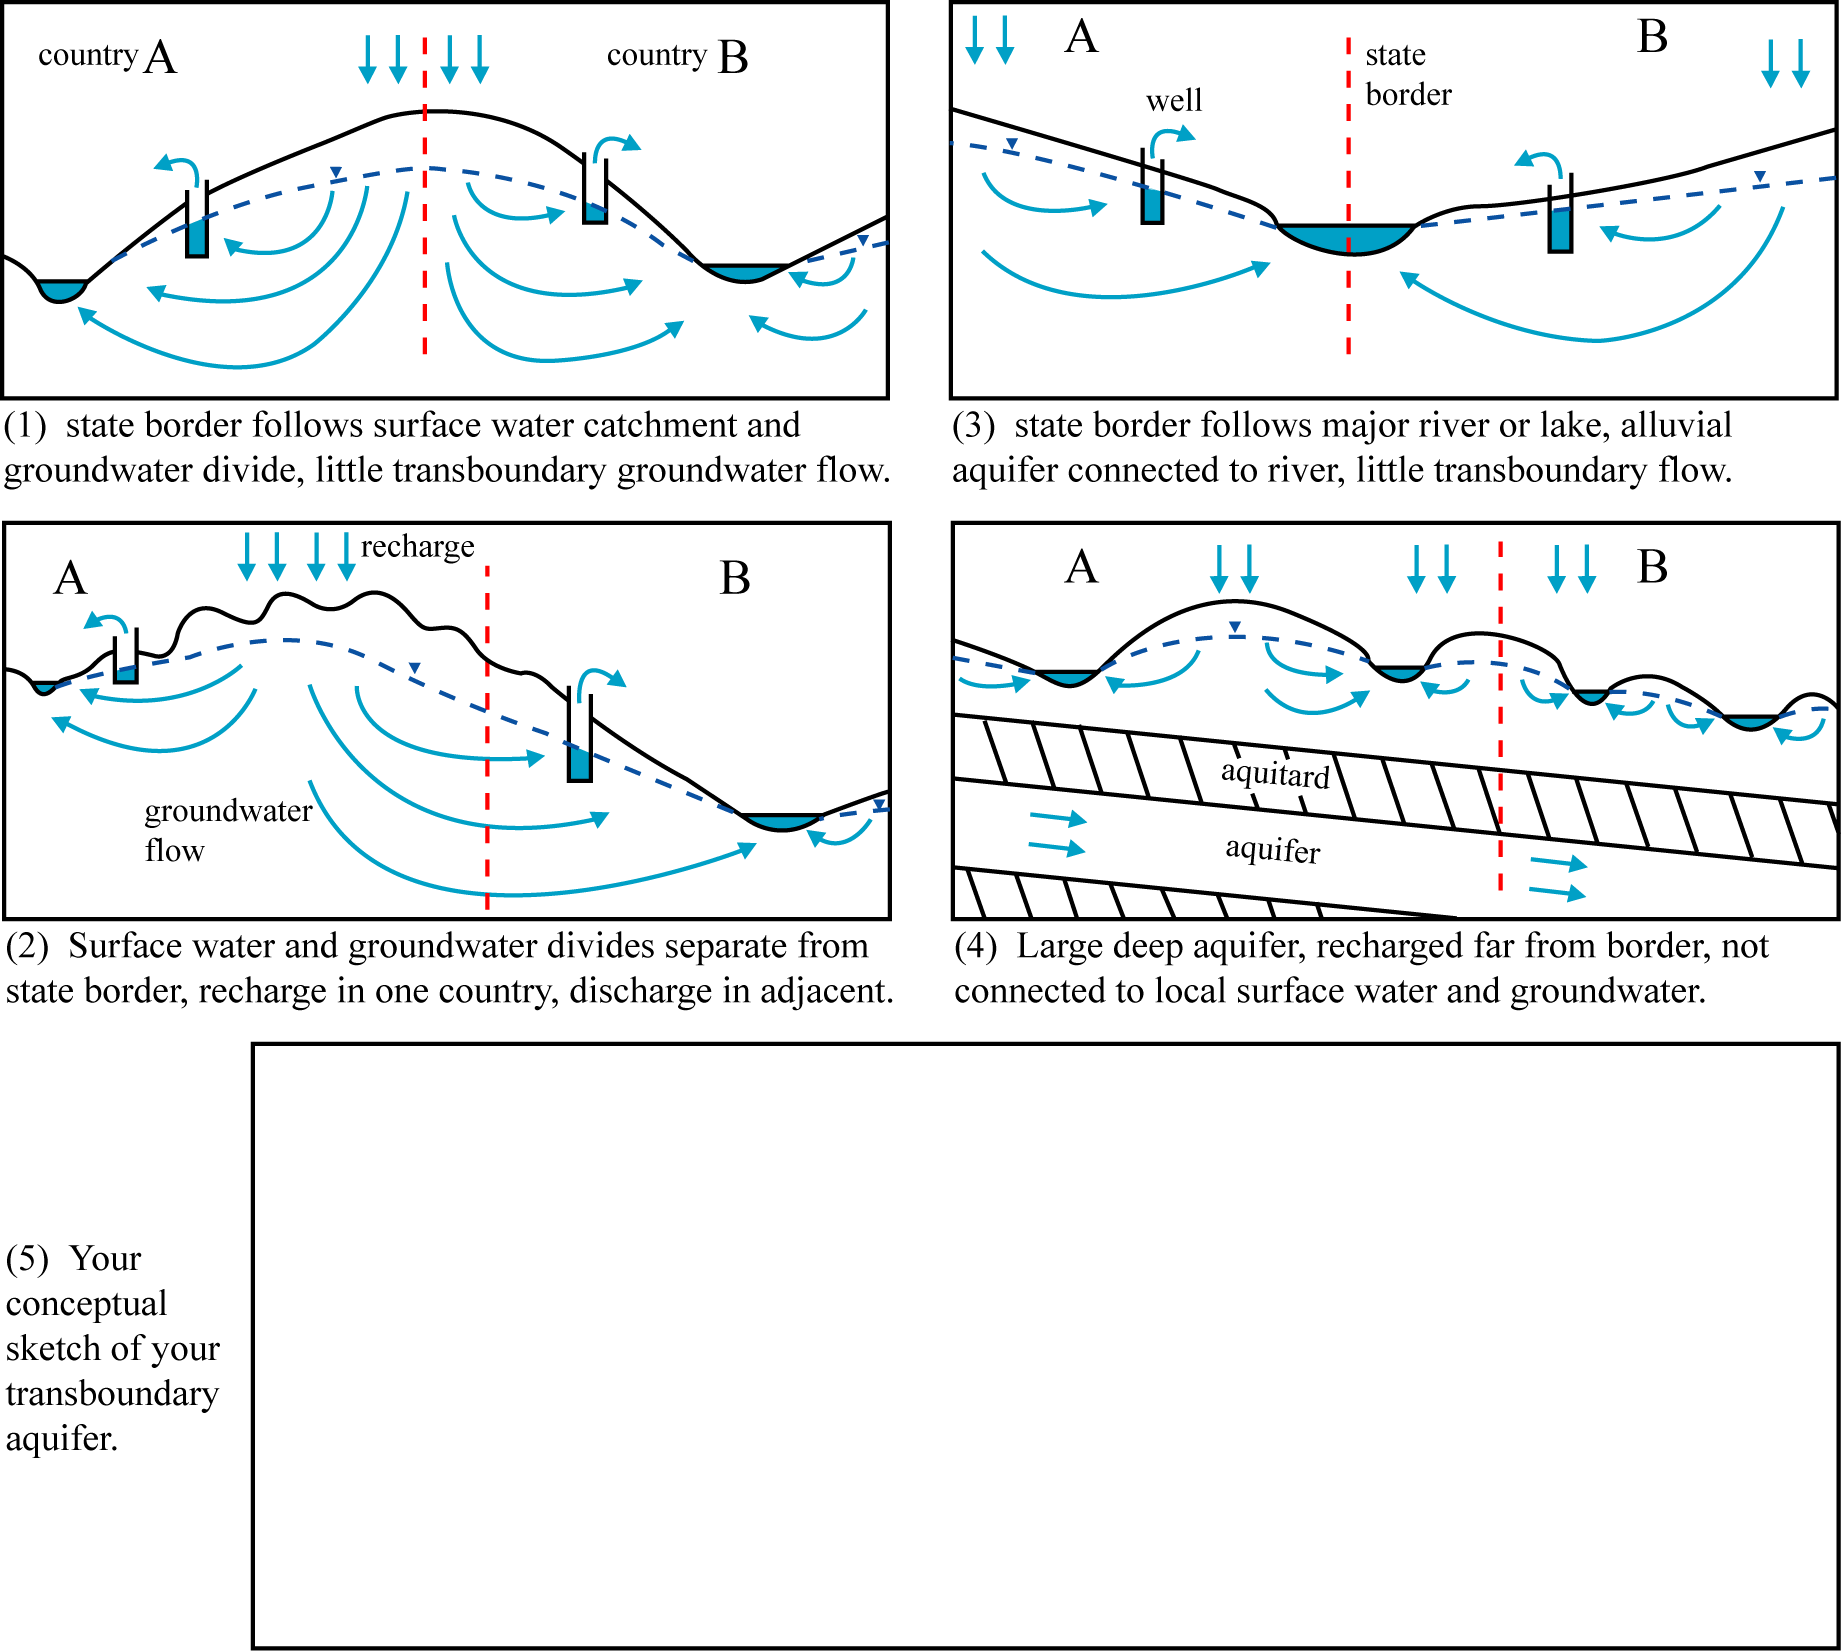 country A
country B
(1) state border follows surface water catchment and
groundwater divide, little transboundary groundwater flow.
A
B
well
state
border
(3) state border follows major river or lake, alluvial
aquifer connected to river, little transboundary flow.
A
recharge
B
groundwater
flow
(2) Surface water and groundwater divides separate from
state border, recharge in one country, discharge in adjacent.
A
B
aquitard
aquifer
(4) Large deep aquifer, recharged far from border, not
connected to local surface water and groundwater.
(5) Your
conceptual
sketch of your
transboundary
aquifer.